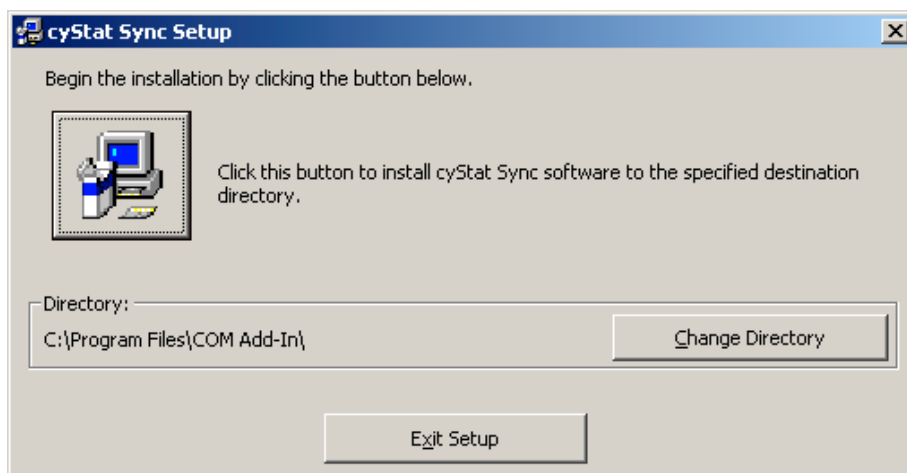 cyStat Sync Setup
Begin the installation by clicking the button below.
Click this button to install cyStat Sync software to the specified destination
directory.
Directory:
C:\Program Files\COM Add-In\
Change Directory
Exit Setup